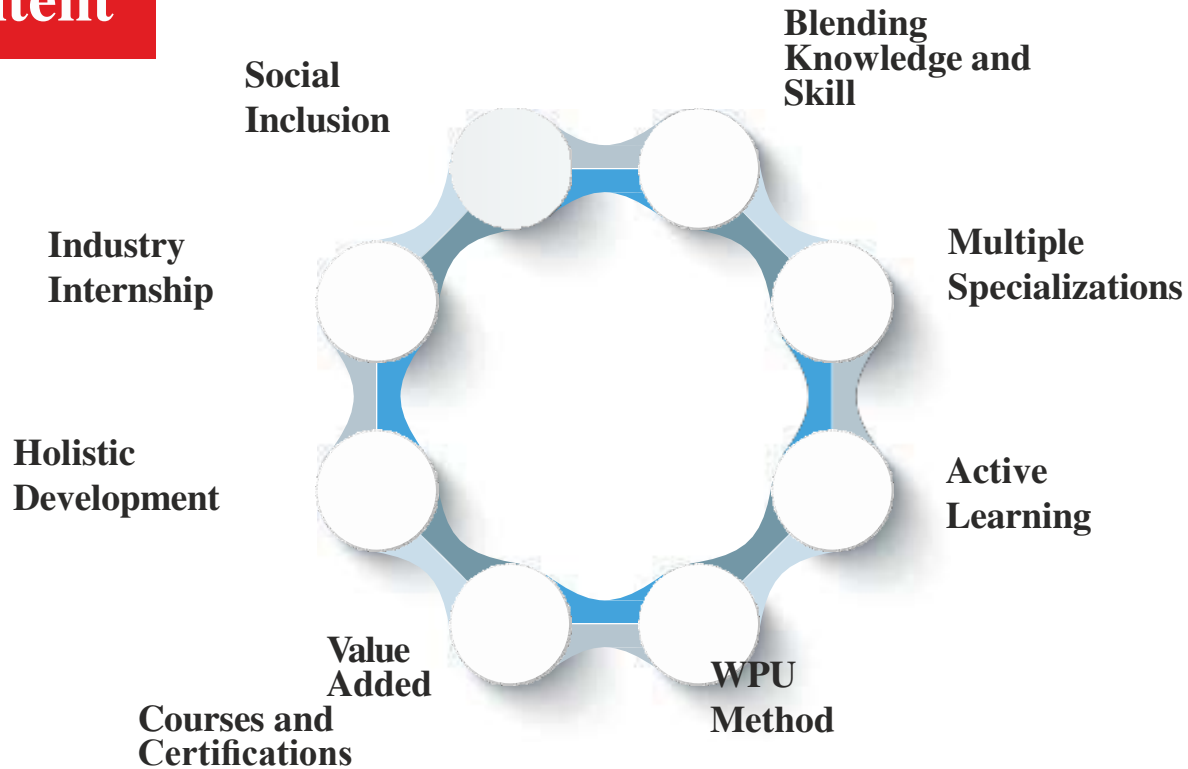 Blending
Knowledge and
Skill
Social
Inclusion
Multiple
Specializations
Industry
Internship
Active
Learning
Holistic
Development
WPU
Method
Value
Added
Courses and
Certifications